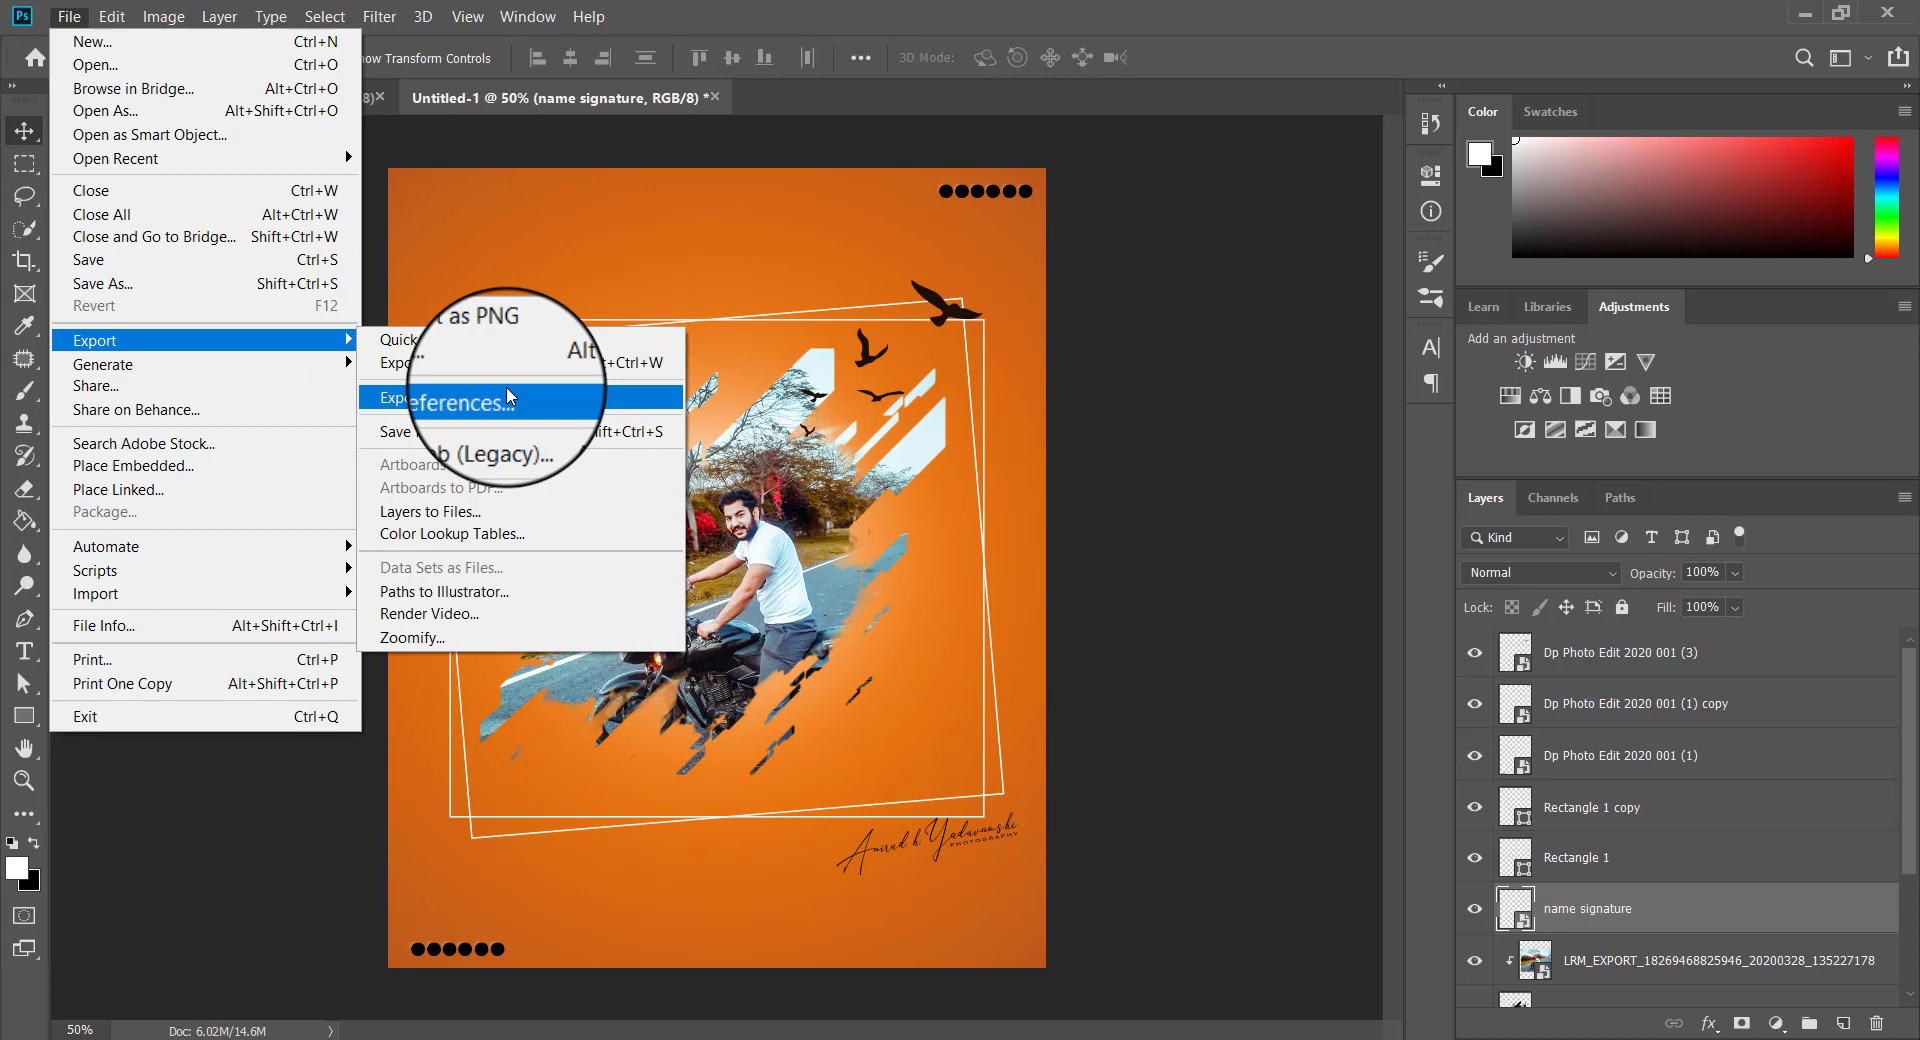 Ps File Edit Image Layer Type Select Filter 3D View Window Help
ow Transform Controls 3D Mode:
8) Untitled-1 @ 50% (name signature, RGB/8) *
New... Ctrl+N
Open... Ctrl+O
Browse in Bridge... Alt+Ctrl+O
Open As... Alt+Shift+Ctrl+O
Open as Smart Object...
Open Recent
Close Ctrl+W
Close All Alt+Ctrl+W
Close and Go to Bridge... Shift+Ctrl+W
Save Ctrl+S
Save As... Shift+Ctrl+S
Revert F12
Export
Generate
Share...
Share on Behance...
Search Adobe Stock...
Place Embedded...
Place Linked...
Package...
Automate
Scripts
Import
File Info... Alt+Shift+Ctrl+I
Print... Ctrl+P
Print One Copy Alt+Shift+Ctrl+P
Exit Ctrl+Q
t as PNG
Quick
... Alt
Expo t+Ctrl+W
Expo eferences...
Save ift+Ctrl+S
b (Legacy)...
Artboards
Artboards to PDF...
Layers to Files...
Color Lookup Tables...
Data Sets as Files...
Paths to Illustrator...
Render Video...
Zoomify...
Anirudh Yaduvanshi
PHOTOGRAPHY
Color Swatches
Learn Libraries Adjustments
Add an adjustment
Layers Channels Paths
Kind
Normal Opacity: 100%
Lock: Fill: 100%
Dp Photo Edit 2020 001 (3)
Dp Photo Edit 2020 001 (1) copy
Dp Photo Edit 2020 001 (1)
Rectangle 1 copy
Rectangle 1
name signature
LRM_EXPORT_18269468825946_20200328_135227178
fx
50% Doc: 6.02M/14.6M